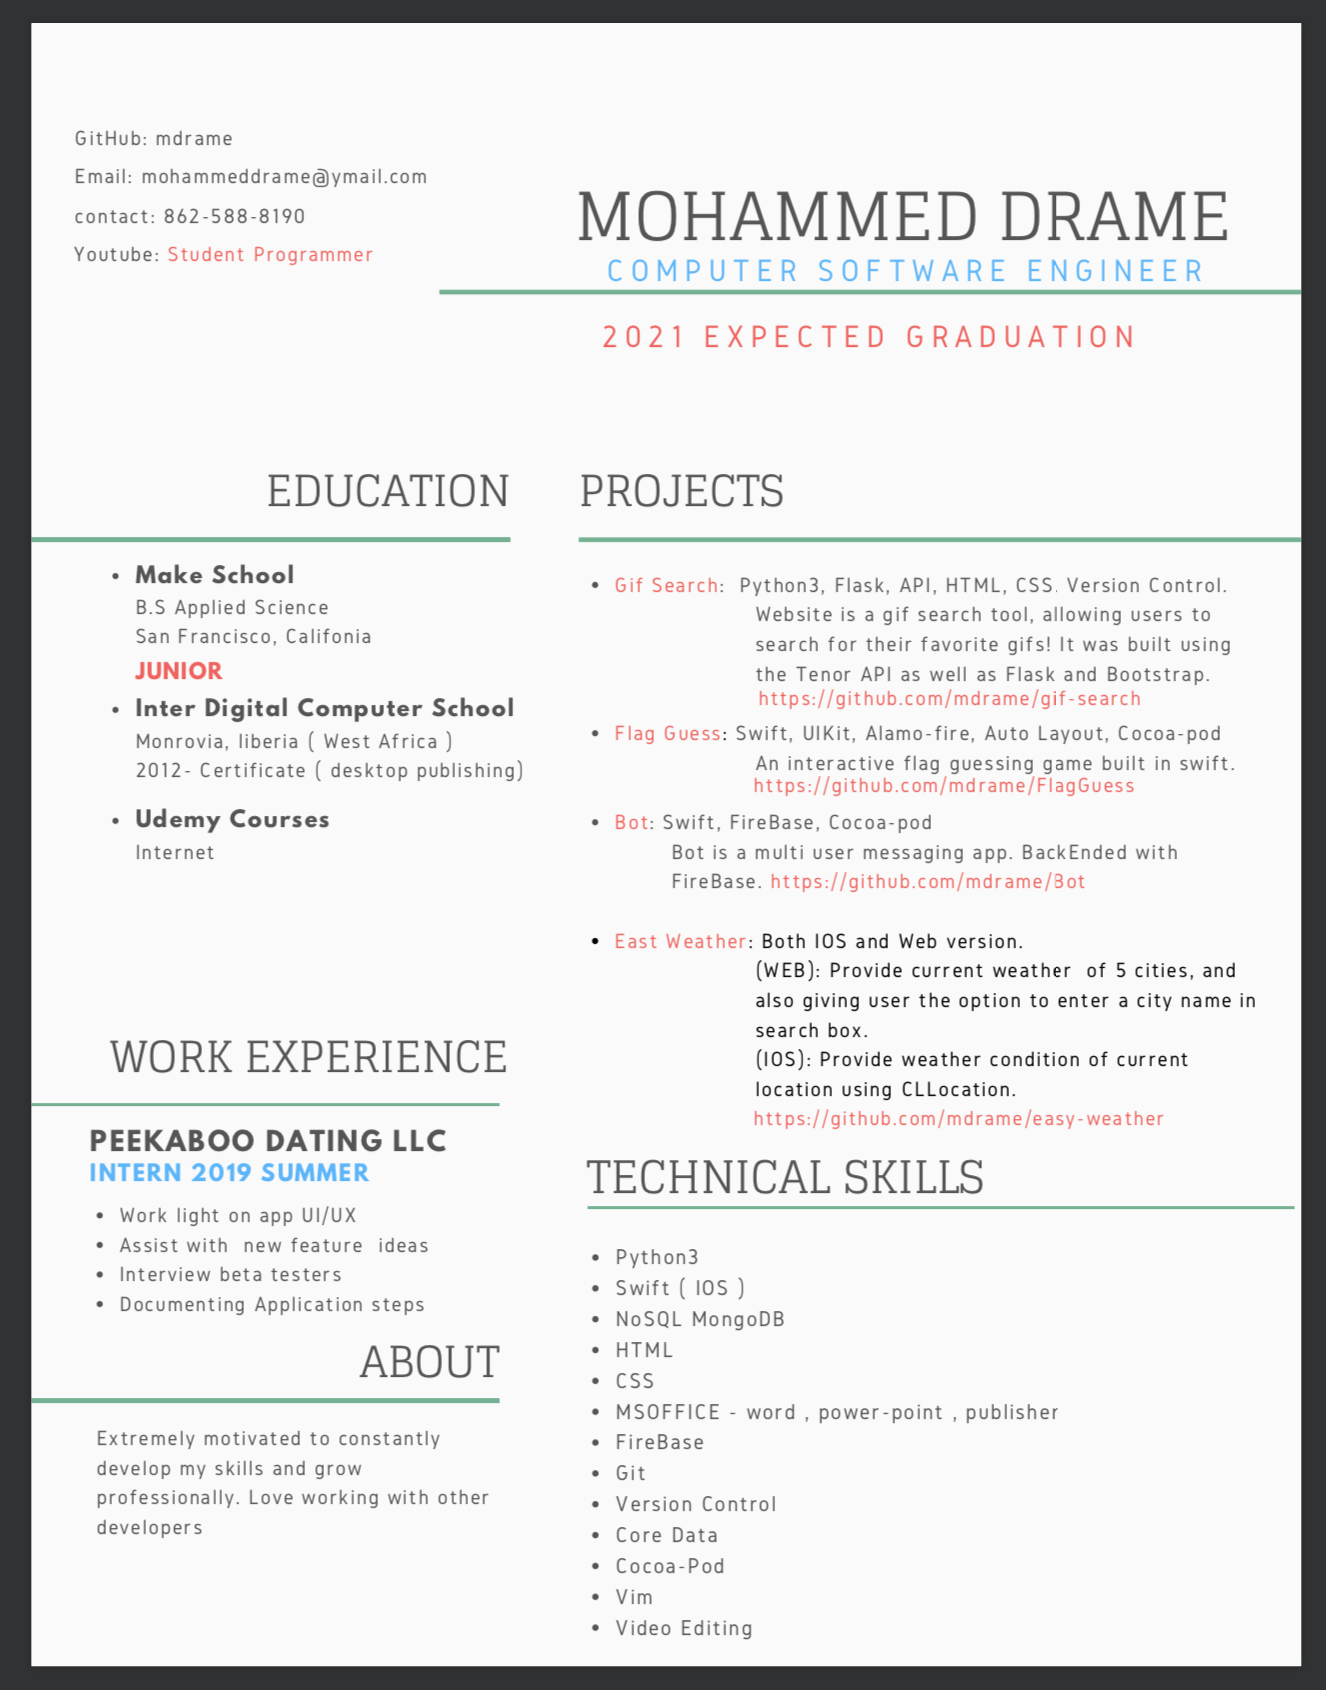 GitHub: mdrame
Email: mohammeddrame@ymail.com
contact: 862-588-8190
Youtube: Student Programmer
MOHAMMED DRAME
COMPUTER SOFTWARE ENGINEER
2021 EXPECTED GRADUATION
EDUCATION
• Make School
B.S Applied Science
San Francisco, Califonia
JUNIOR
• Inter Digital Computer School
Monrovia, liberia ( West Africa )
2012- Certificate ( desktop publishing)
• Udemy Courses
Internet
WORK EXPERIENCE
PEEKABOO DATING LLC
INTERN 2019 SUMMER
• Work light on app UI/UX
• Assist with new feature ideas
• Interview beta testers
• Documenting Application steps
ABOUT
Extremely motivated to constantly
develop my skills and grow
professionally. Love working with other
developers
PROJECTS
• Gif Search: Python3, Flask, API, HTML, CSS. Version Control.
Website is a gif search tool, allowing users to
search for their favorite gifs! It was built using
the Tenor API as well as Flask and Bootstrap.
https://github.com/mdrame/gif-search
• Flag Guess: Swift, UIKit, Alamo-fire, Auto Layout, Cocoa-pod
An interactive flag guessing game built in swift.
https://github.com/mdrame/FlagGuess
• Bot: Swift, FireBase, Cocoa-pod
Bot is a multi user messaging app. BackEnded with
FireBase. https://github.com/mdrame/Bot
• East Weather: Both IOS and Web version.
(WEB): Provide current weather of 5 cities, and
also giving user the option to enter a city name in
search box.
(IOS): Provide weather condition of current
location using CLLocation.
https://github.com/mdrame/easy-weather
TECHNICAL SKILLS
• Python3
• Swift ( IOS )
• NoSQL MongoDB
• HTML
• CSS
• MSOFFICE - word , power-point , publisher
• FireBase
• Git
• Version Control
• Core Data
• Cocoa-Pod
• Vim
• Video Editing